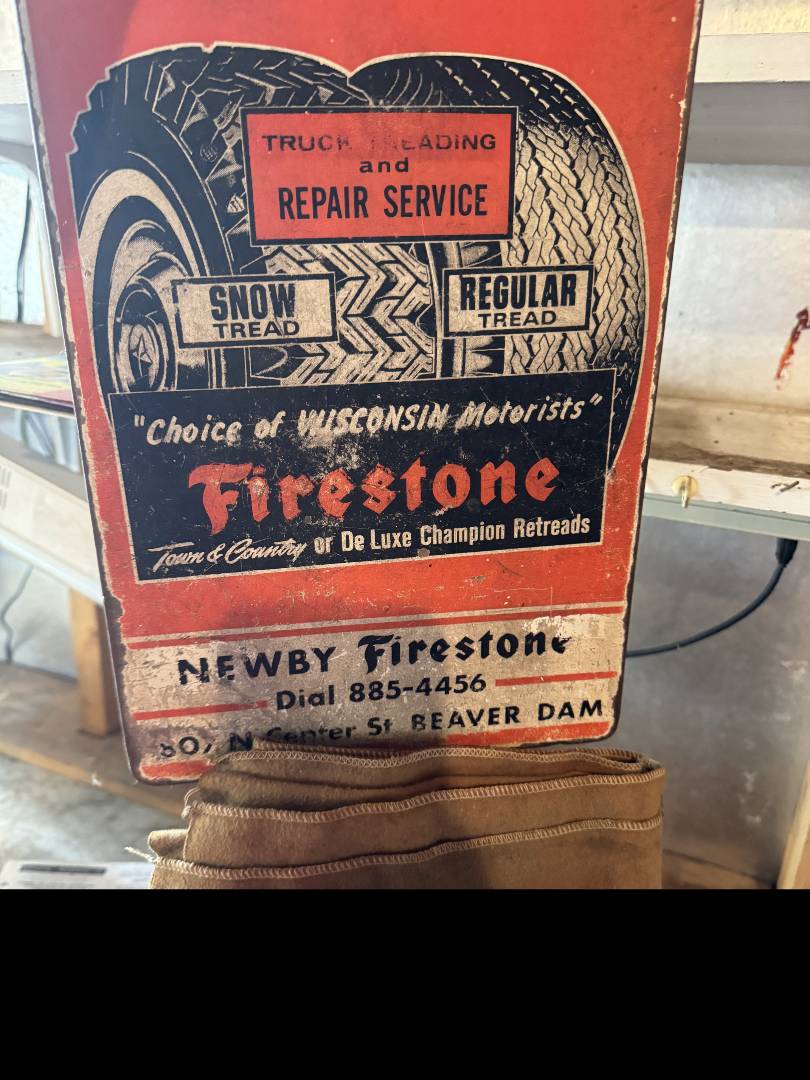 TRUCK TREADING
and
REPAIR SERVICE
SNOW
TREAD
REGULAR
TREAD
"Choice of WISCONSIN Motorists"
Firestone
Town & Country or De Luxe Champion Retreads
NEWBY Firestone
Dial 885-4456
N Center St BEAVER DAM